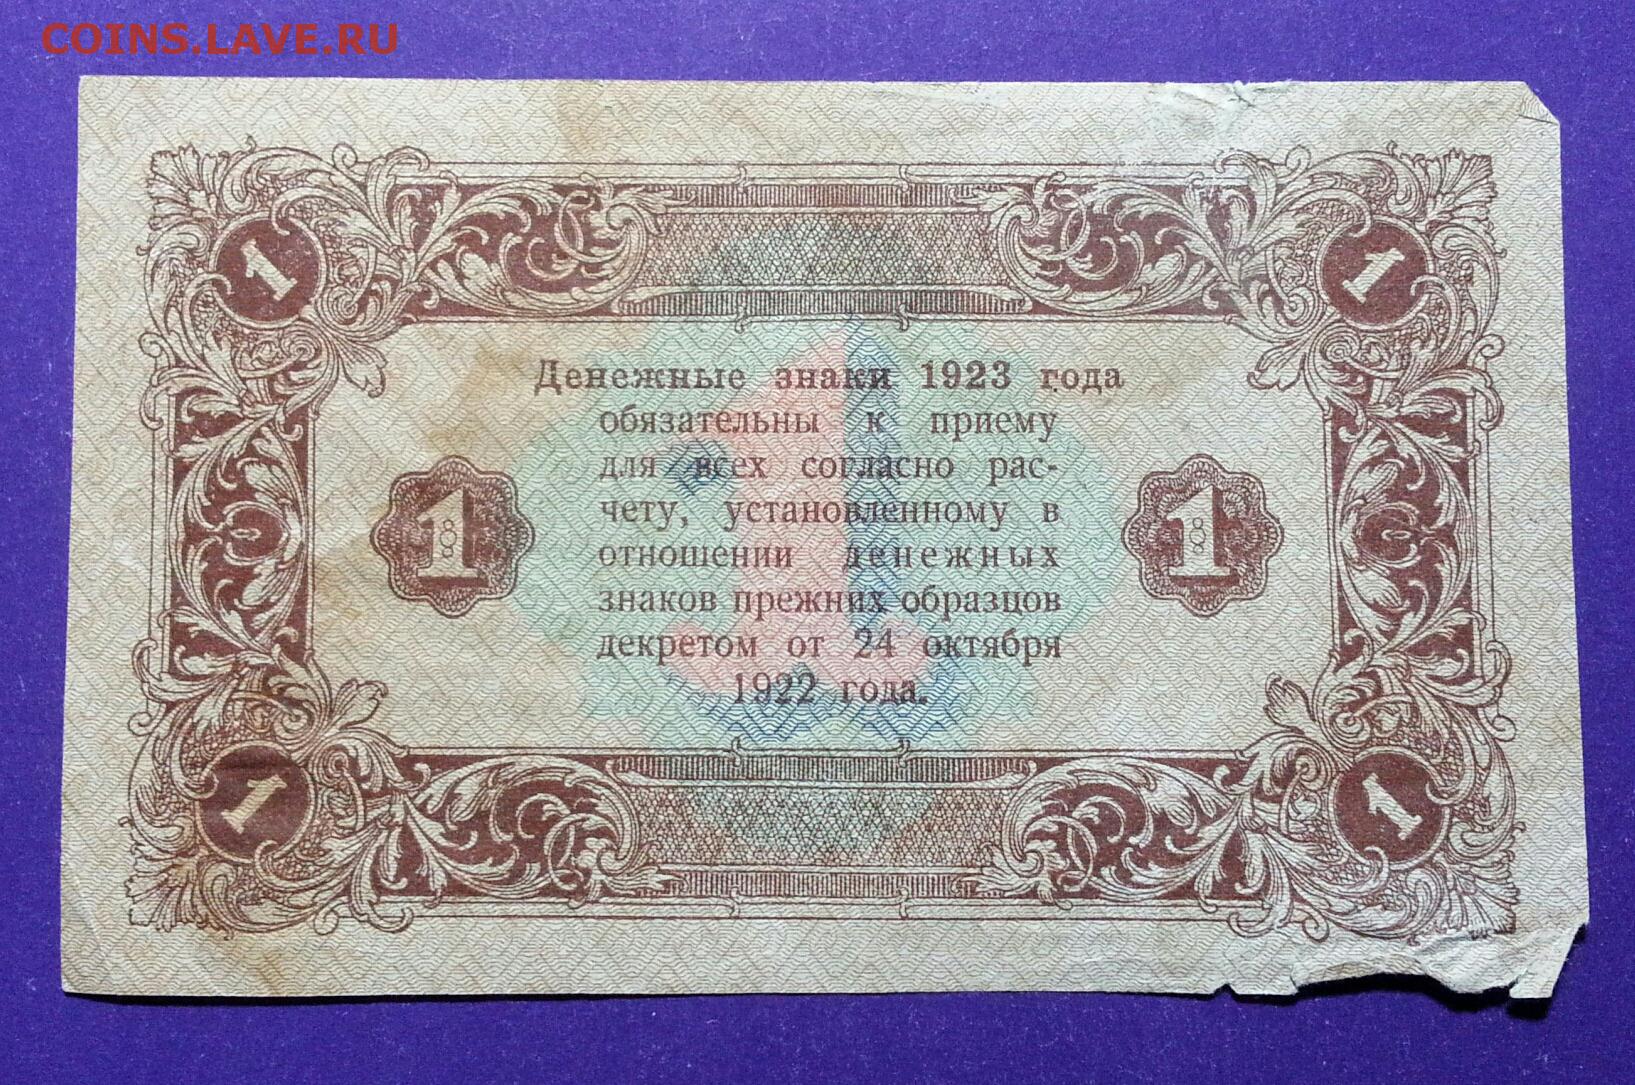 COINS.LAVE.RU
1 1
Денежные знаки 1923 года
обязательны к приему
для всех согласно рас-
чету, установленному в
отношении денежных
знаков прежних образцов
декретом от 24 октября
1922 года.
1 1 1
1 1